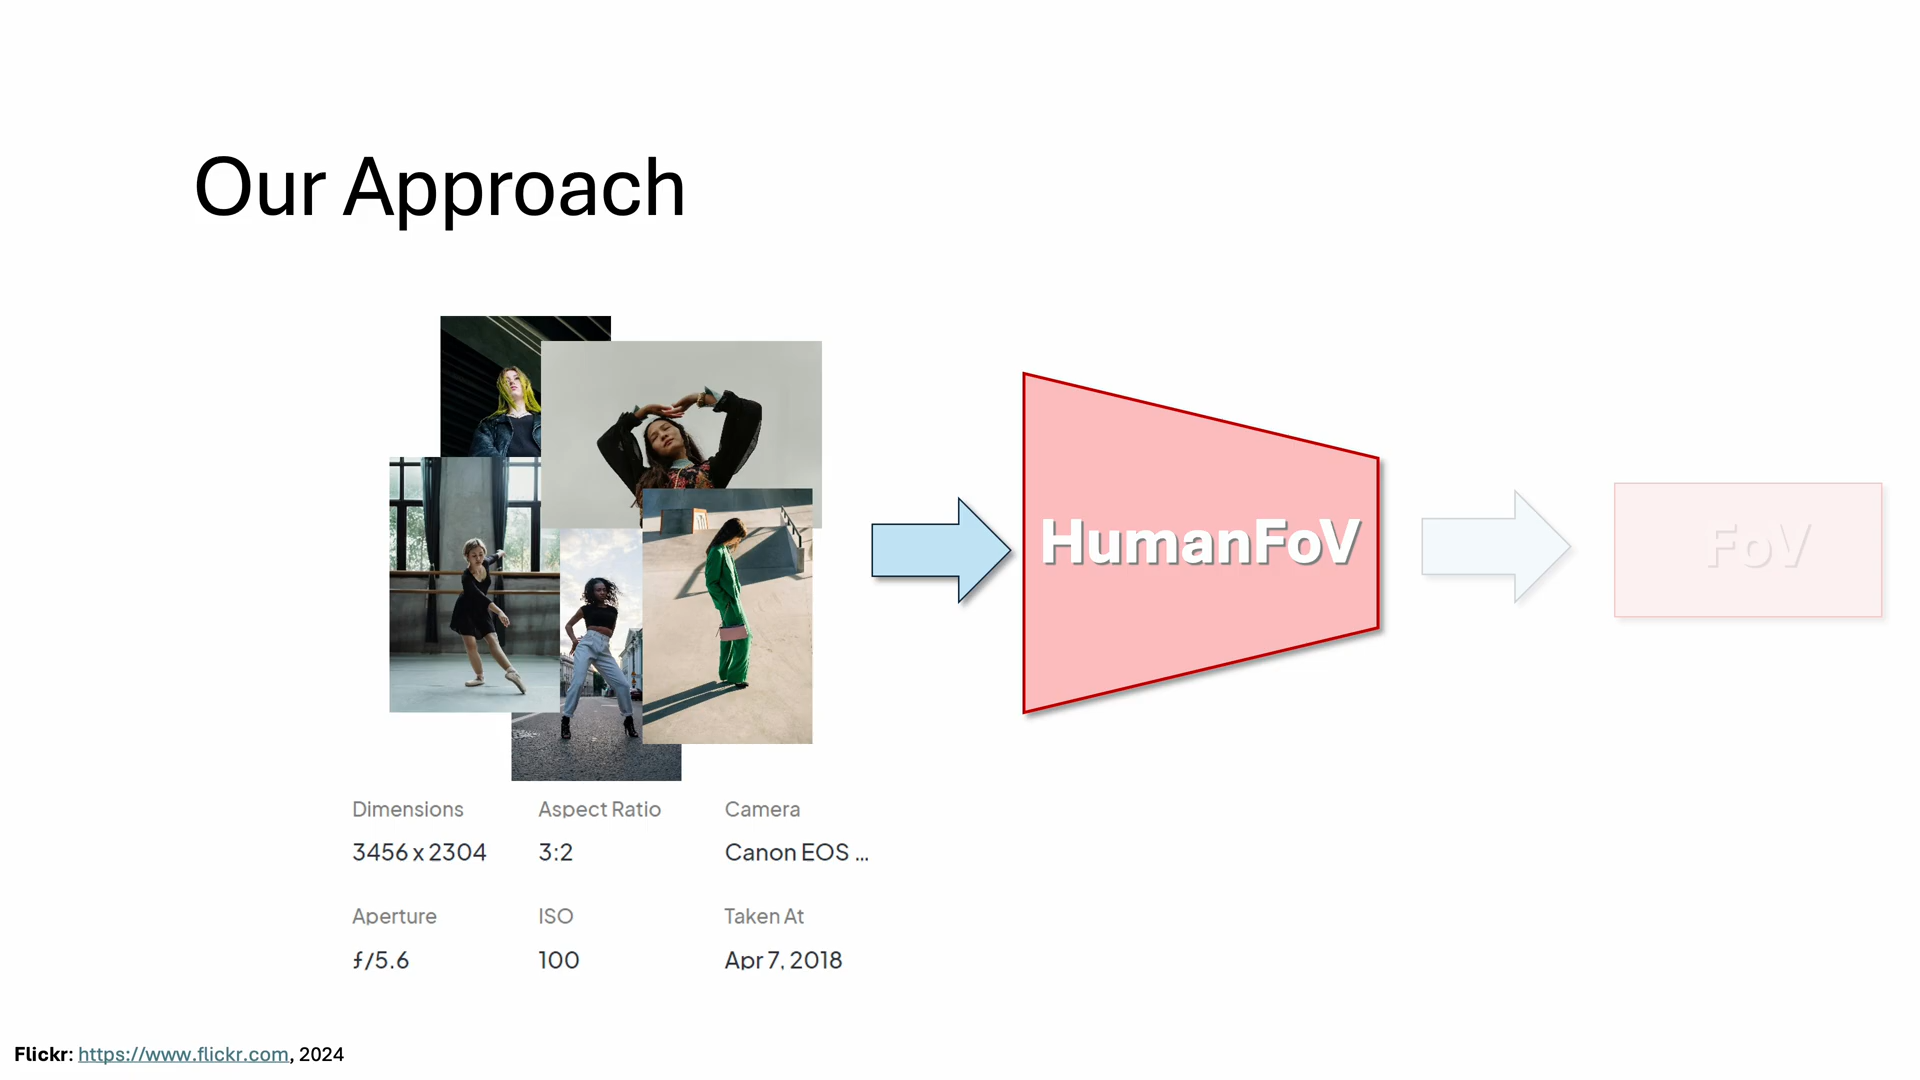 Our Approach
HumanFoV
FoV
Dimensions Aspect Ratio Camera
3456 x 2304 3:2 Canon EOS ...
Aperture ISO Taken At
ƒ/5.6 100 Apr 7, 2018
Flickr: https://www.flickr.com, 2024